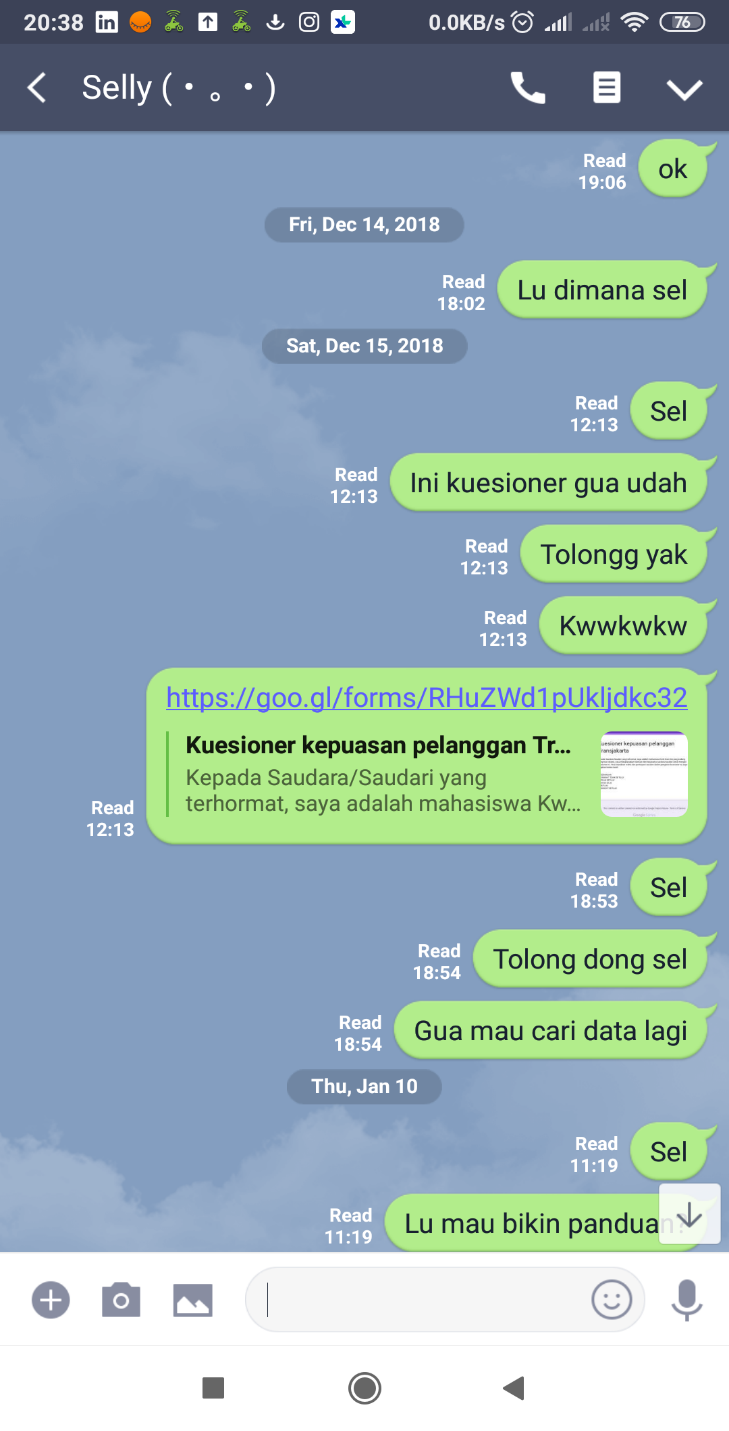 20:38 0.0KB/s 76
Selly ( • 。 • )
ok
Read
19:06
Fri, Dec 14, 2018
Lu dimana sel
Read
18:02
Sat, Dec 15, 2018
Sel
Read
12:13
Ini kuesioner gua udah
Read
12:13
Tolongg yak
Read
12:13
Kwwkwkw
Read
12:13
https://goo.gl/forms/RHuZWd1pUkljdkc32
Kuesioner kepuasan pelanggan Tr...
Kepada Saudara/Saudari yang
terhormat, saya adalah mahasiswa Kw...
Read
12:13
Sel
Read
18:53
Tolong dong sel
Read
18:54
Gua mau cari data lagi
Read
18:54
Thu, Jan 10
Sel
Read
11:19
Lu mau bikin panduan?
Read
11:19